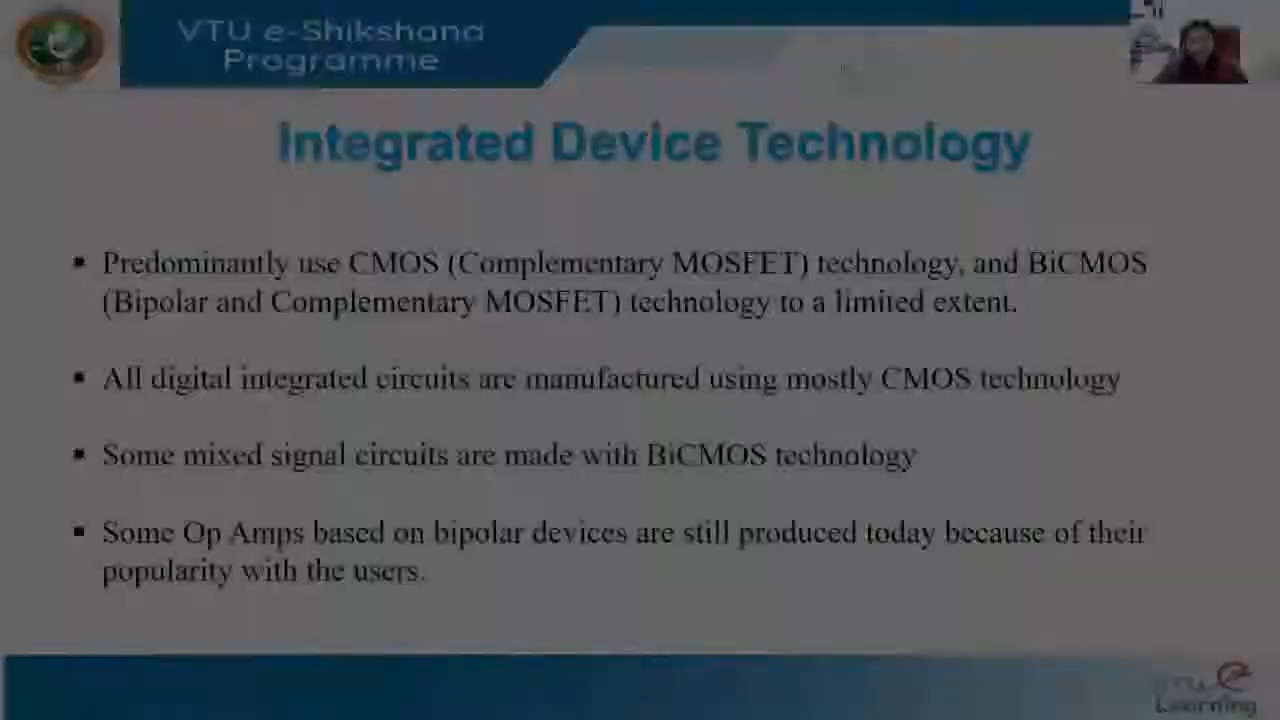 VTU e-Shikshana
Programme
Integrated Device Technology
▪ Predominantly use CMOS (Complementary MOSFET) technology, and BiCMOS
(Bipolar and Complementary MOSFET) technology to a limited extent.
▪ All digital integrated circuits are manufactured using mostly CMOS technology
▪ Some mixed signal circuits are made with BiCMOS technology
▪ Some Op Amps based on bipolar devices are still produced today because of their
popularity with the users.
VTU e
Learning